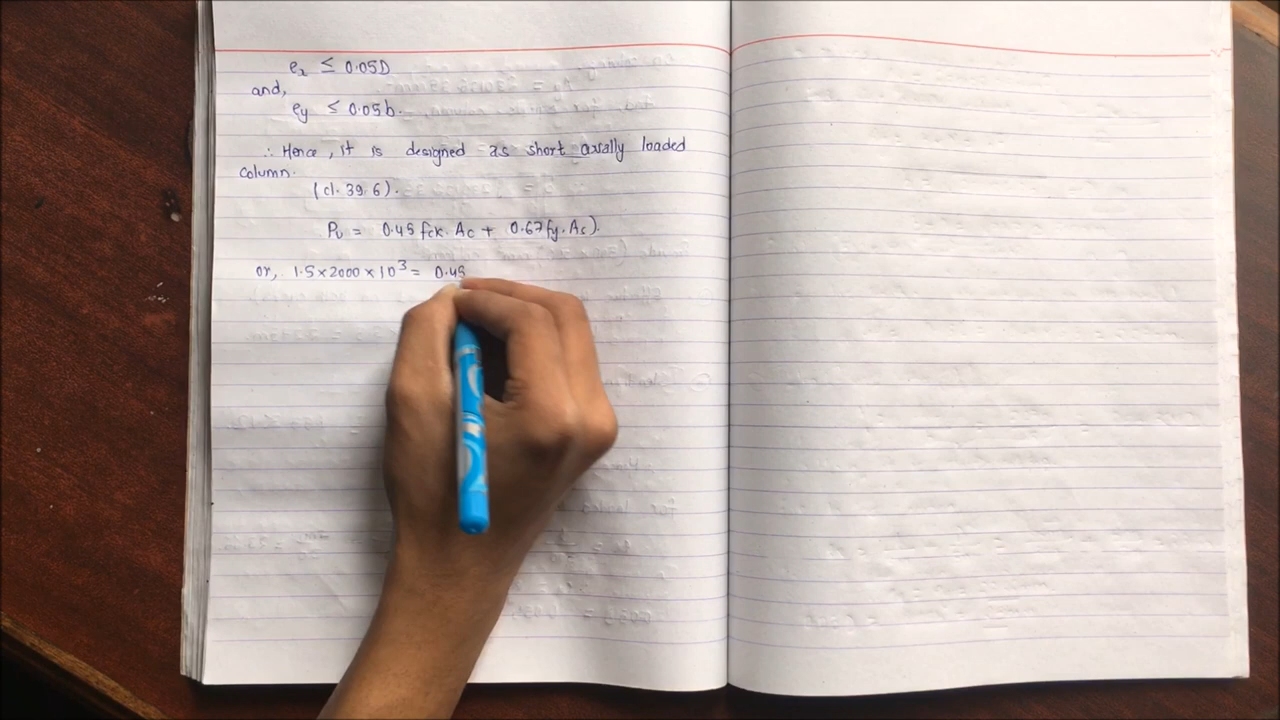 ex ≤ 0.05D
and,
ey ≤ 0.05b.
∴ Hence, it is designed as short axially loaded
column.
(cl. 39.6).
Pu = 0.45 fck. Ac + 0.67 fy. As).
or, 1.5 × 2000 × 10³ = 0.45